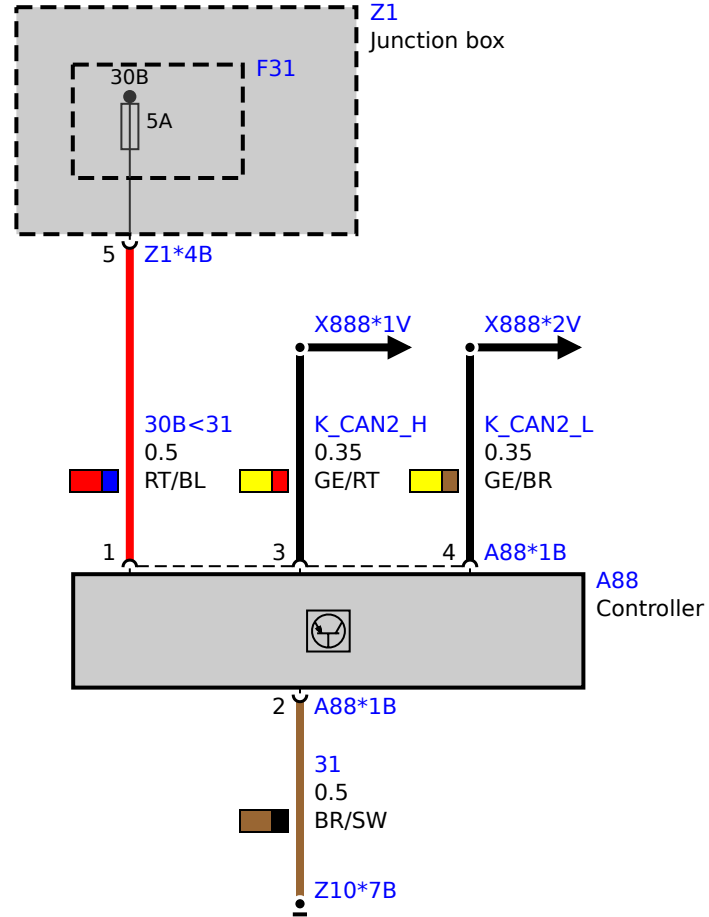 Z1
Junction box
F31
30B
5A
5 Z1*4B
X888*1V
X888*2V
30B<31
0.5
RT/BL
K_CAN2_H
0.35
GE/RT
K_CAN2_L
0.35
GE/BR
1
3
4 A88*1B
A88
Controller
2 A88*1B
31
0.5
BR/SW
Z10*7B